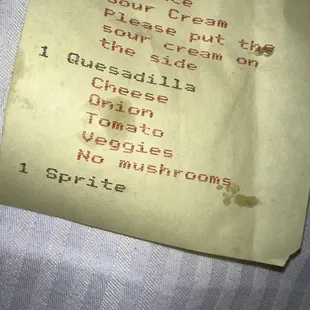 Sour Cream
Please put the
sour cream on
the side
1 Quesadilla
Cheese
Onion
Tomato
Veggies
No mushrooms
1 Sprite